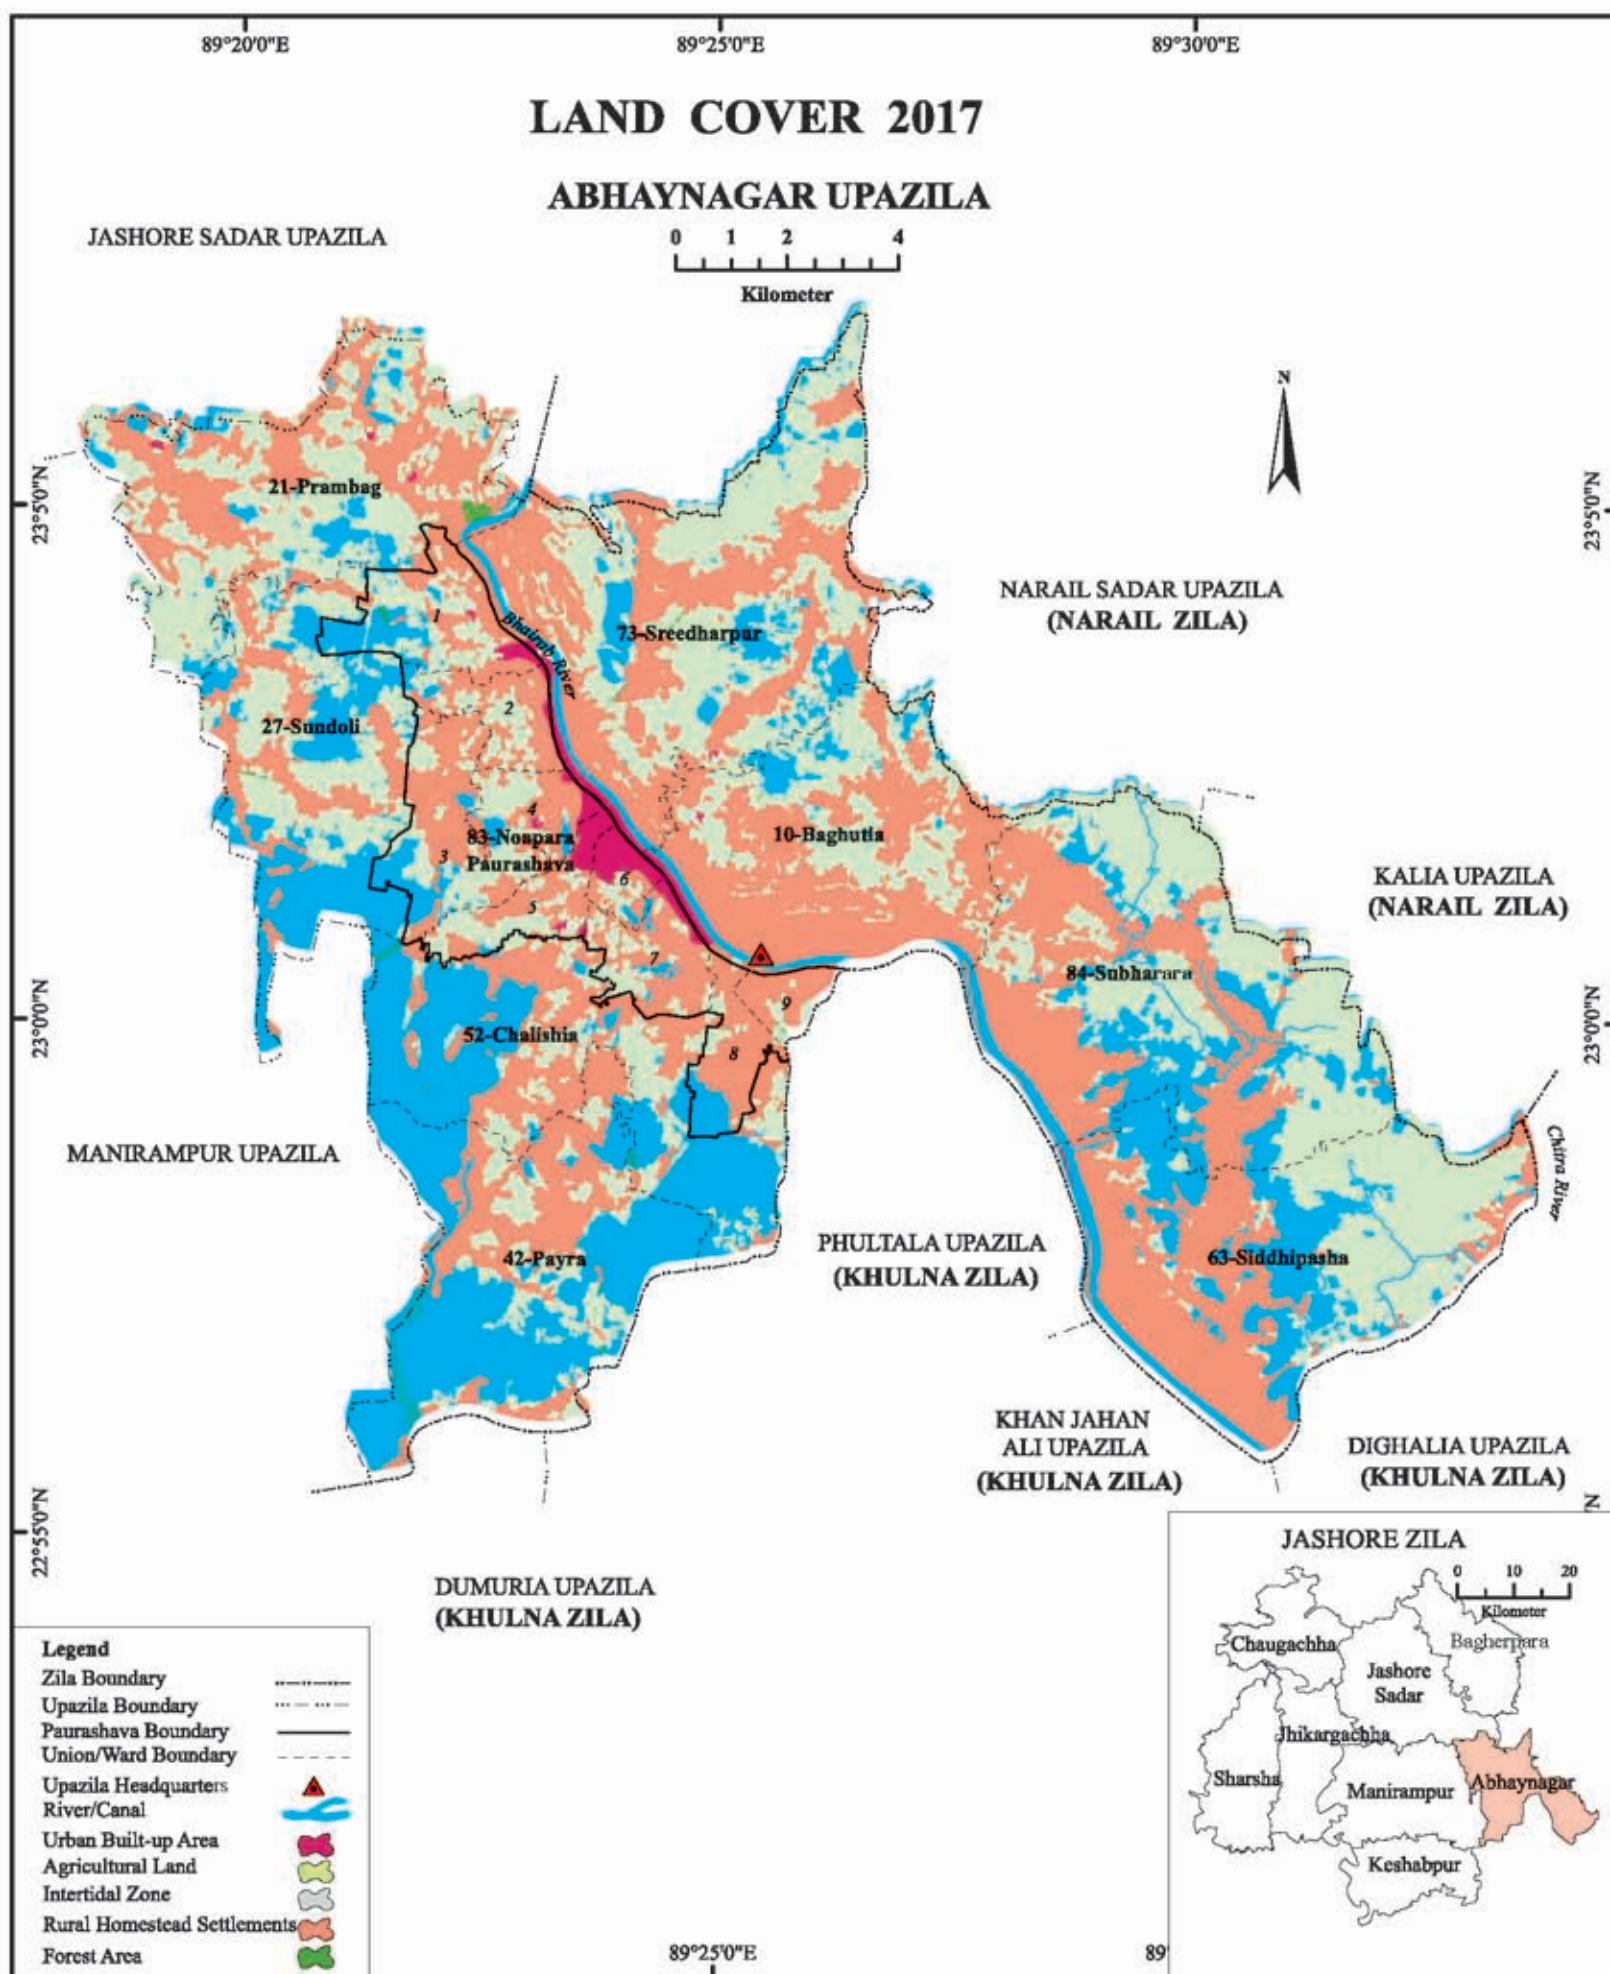 89°20'0"E
89°25'0"E
89°30'0"E
LAND COVER 2017
ABHAYNAGAR UPAZILA
JASHORE SADAR UPAZILA
0 1 2 4
Kilometer
N
21-Prambag
23°5'0"N
23°5'0"N
NARAIL SADAR UPAZILA
(NARAIL ZILA)
1
Bhairab River
73-Sreedharpur
2
27-Sundoli
4
83-Noapara
Paurashava
3
10-Baghutia
6
5
KALIA UPAZILA
(NARAIL ZILA)
7
84-Subharara
9
23°0'0"N
23°0'0"N
52-Chalishia
8
MANIRAMPUR UPAZILA
Chitra River
42-Payra
PHULTALA UPAZILA
(KHULNA ZILA)
63-Siddhipasha
KHAN JAHAN
ALI UPAZILA
(KHULNA ZILA)
DIGHALIA UPAZILA
(KHULNA ZILA)
22°55'0"N
N
DUMURIA UPAZILA
(KHULNA ZILA)
JASHORE ZILA
0 10 20
Kilometer
Chaugachha
Bagherpara
Jashore
Sadar
Jhikargachha
Sharsha
Manirampur
Abhaynagar
Keshabpur
Legend
Zila Boundary
Upazila Boundary
Paurashava Boundary
Union/Ward Boundary
Upazila Headquarters
River/Canal
Urban Built-up Area
Agricultural Land
Intertidal Zone
Rural Homestead Settlements
Forest Area
89°25'0"E
89°